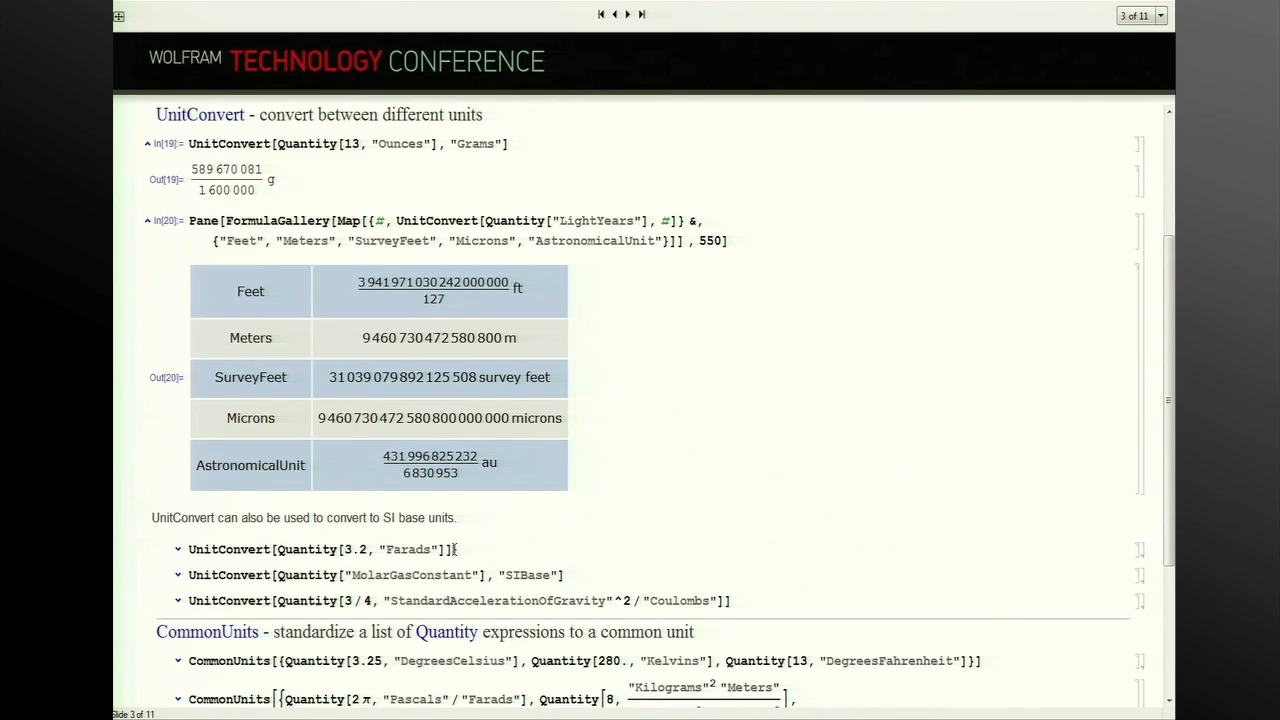 3 of 11
WOLFRAM TECHNOLOGY CONFERENCE
UnitConvert - convert between different units
In[19]:= UnitConvert[Quantity[13, "Ounces"], "Grams"]
Out[19]= 589 670 081 / 1 600 000 g
In[20]:= Pane[FormulaGallery[Map[{#, UnitConvert[Quantity["LightYears"], #]} &,
{"Feet", "Meters", "SurveyFeet", "Microns", "AstronomicalUnit"}]] , 550]
Feet 3 941 971 030 242 000 000 / 127 ft
Meters 9 460 730 472 580 800 m
Out[20]= SurveyFeet 31 039 079 892 125 508 survey feet
Microns 9 460 730 472 580 800 000 000 microns
AstronomicalUnit 431 996 825 232 / 6 830 953 au
UnitConvert can also be used to convert to SI base units.
UnitConvert[Quantity[3.2, "Farads"]]
UnitConvert[Quantity["MolarGasConstant"], "SIBase"]
UnitConvert[Quantity[3 / 4, "StandardAccelerationOfGravity"^2 / "Coulombs"]]
CommonUnits - standardize a list of Quantity expressions to a common unit
CommonUnits[{Quantity[3.25, "DegreesCelsius"], Quantity[280., "Kelvins"], Quantity[13, "DegreesFahrenheit"]}]
CommonUnits[{Quantity[2 π, "Pascals" / "Farads"], Quantity[8, "Kilograms"² "Meters"],
Slide 3 of 11